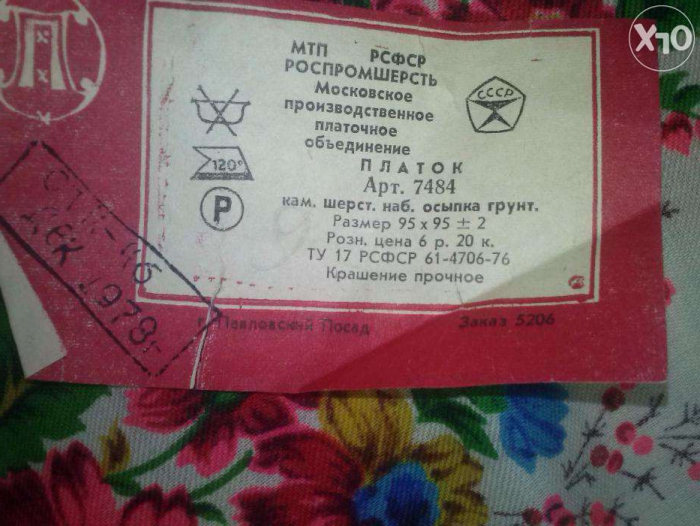 OLX
МТП РСФСР
РОСПРОМШЕРСТЬ
Московское
производственное
платочное
объединение
СССР
120°
P
ПЛАТОК
Арт. 7484
кам. шерст. наб. осыпка грунт.
Размер 95 x 95 ± 2
Розн. цена 6 р. 20 к.
ТУ 17 РСФСР 61-4706-76
Крашение прочное
г. Павловский Посад
Заказ 5206
1978г.